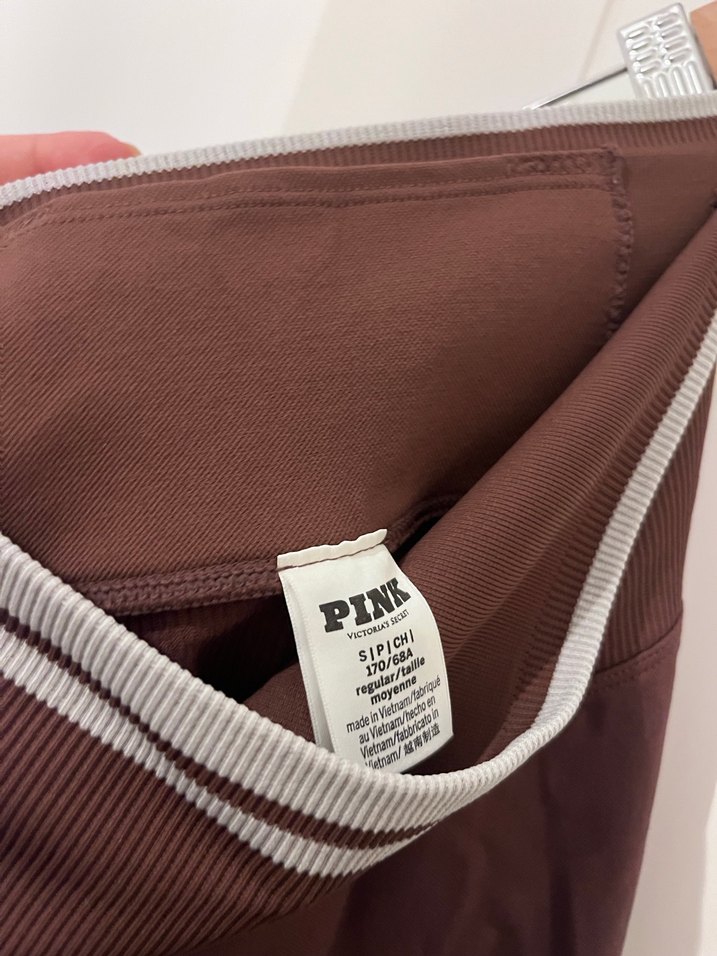 PINK
VICTORIA'S SECRET
S|P|CH|
170/68A
regular/taille
moyenne
made in Vietnam/fabriqué
au Vietnam/hecho en
Vietnam/fabbricato in
Vietnam/ 越南制造